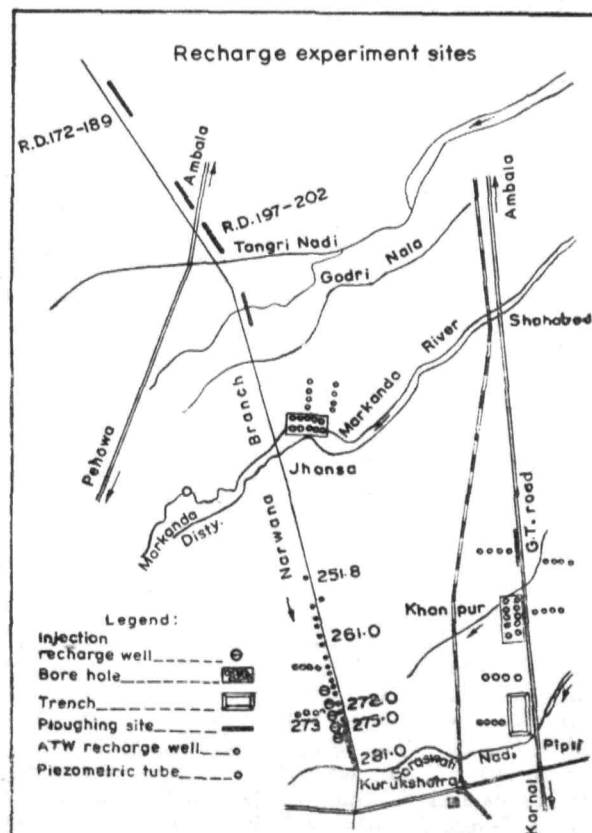 Recharge experiment sites
R.D.172-189
Ambala
R.D.197-202
Ambala
Tangri Nadi
Godri Nala
Shahabad
Markanda River
Branch
Pehowa
Jhansa
Markanda Disty.
Narwana
251.8
G.T. road
261.0
Khanpur
272.0
273
275.0
281.0
Saraswati Nadi
Pipli
Kurukshatra
Karnal
Legend:
Injection
recharge well
Bore hole
Trench
Ploughing site
ATW recharge well
Piezometric tube